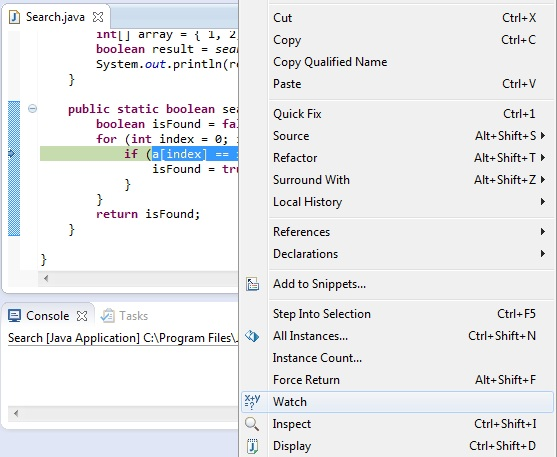 Search.java
int[] array = { 1, 2
boolean result = sea
System.out.println(re
}
public static boolean sea
boolean isFound = fal
for (int index = 0; i
if (a[index] == 
isFound = tru
}
}
return isFound;
}
}
Console Tasks
Search [Java Application] C:\Program Files\
Cut Ctrl+X
Copy Ctrl+C
Copy Qualified Name
Paste Ctrl+V
Quick Fix Ctrl+1
Source Alt+Shift+S
Refactor Alt+Shift+T
Surround With Alt+Shift+Z
Local History
References
Declarations
Add to Snippets...
Step Into Selection Ctrl+F5
All Instances... Ctrl+Shift+N
Instance Count...
Force Return Alt+Shift+F
x+y=? Watch
Inspect Ctrl+Shift+I
Display Ctrl+Shift+D